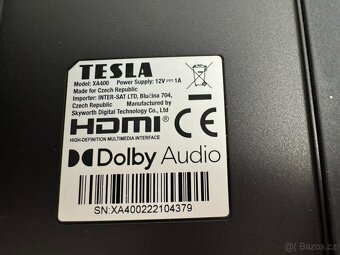 TESLA
Model: XA400 Power Supply: 12V⎓1A
Made for Czech Republic
Importer: INTER-SAT LTD, Blučina 704,
Czech Republic Manufactured by
Skyworth Digital Technology Co., Ltd
HDMI®
HIGH-DEFINITION MULTIMEDIA INTERFACE
CE
Dolby Audio
SN:XA400222104379
Bazoš.cz